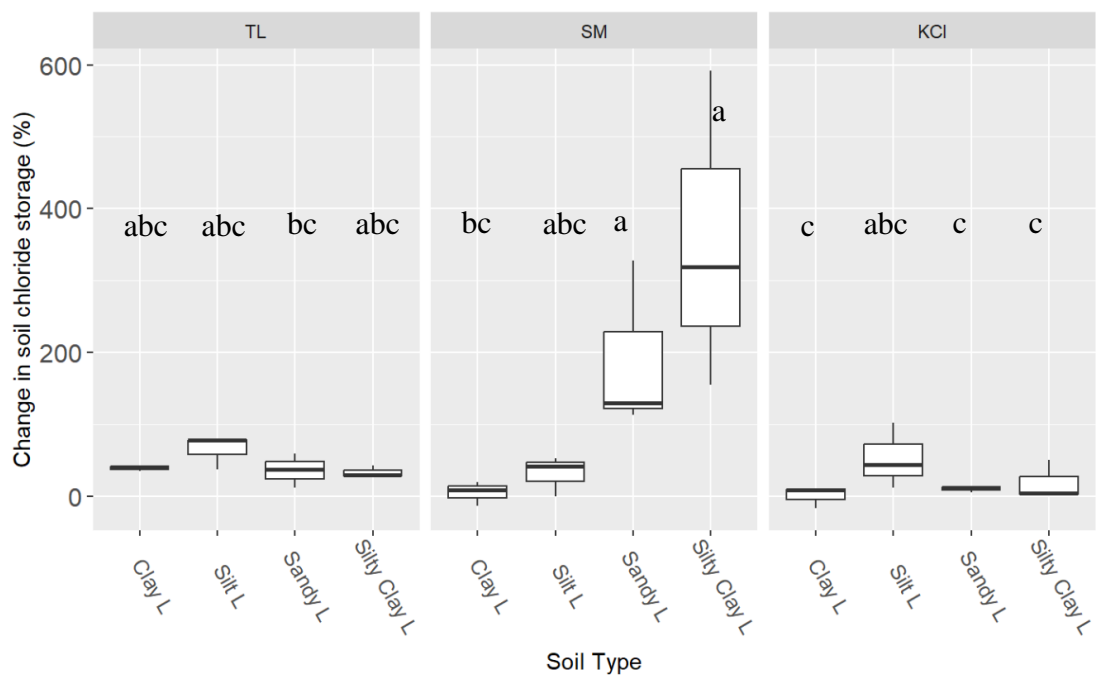 TL SM KCl
Change in soil chloride storage (%)
600
a
400
abc abc bc abc bc abc a c abc c c
200
0
Clay L Silt L Sandy L Silty Clay L Clay L Silt L Sandy L Silty Clay L Clay L Silt L Sandy L Silty Clay L
Soil Type